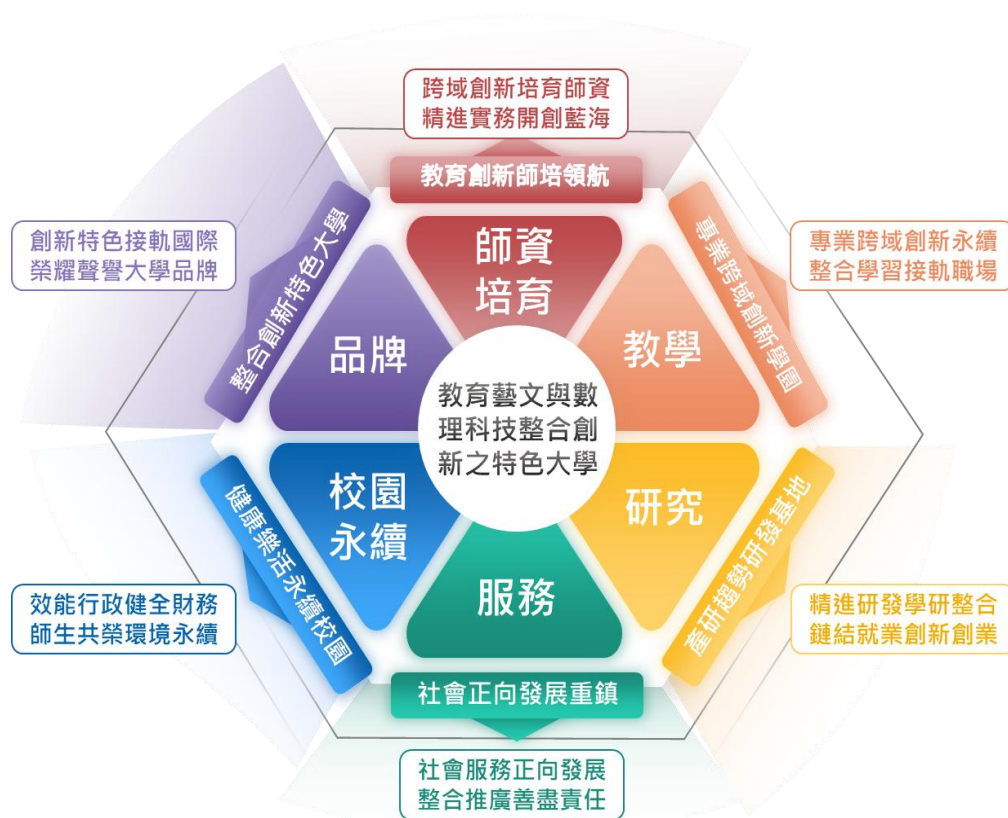 跨域創新培育師資
精進實務開創藍海
教育創新師培領航
師資
培育
專業跨域創新永續
整合學習接軌職場
專業跨域創新學園
教學
精進研發學研整合
鏈結就業創新創業
產研趨勢研發基地
研究
服務
社會正向發展重鎮
社會服務正向發展
整合推廣善盡責任
校園
永續
健康樂活永續校園
效能行政健全財務
師生共榮環境永續
品牌
整合創新特色大學
創新特色接軌國際
榮耀聲譽大學品牌
教育藝文與數
理科技整合創
新之特色大學